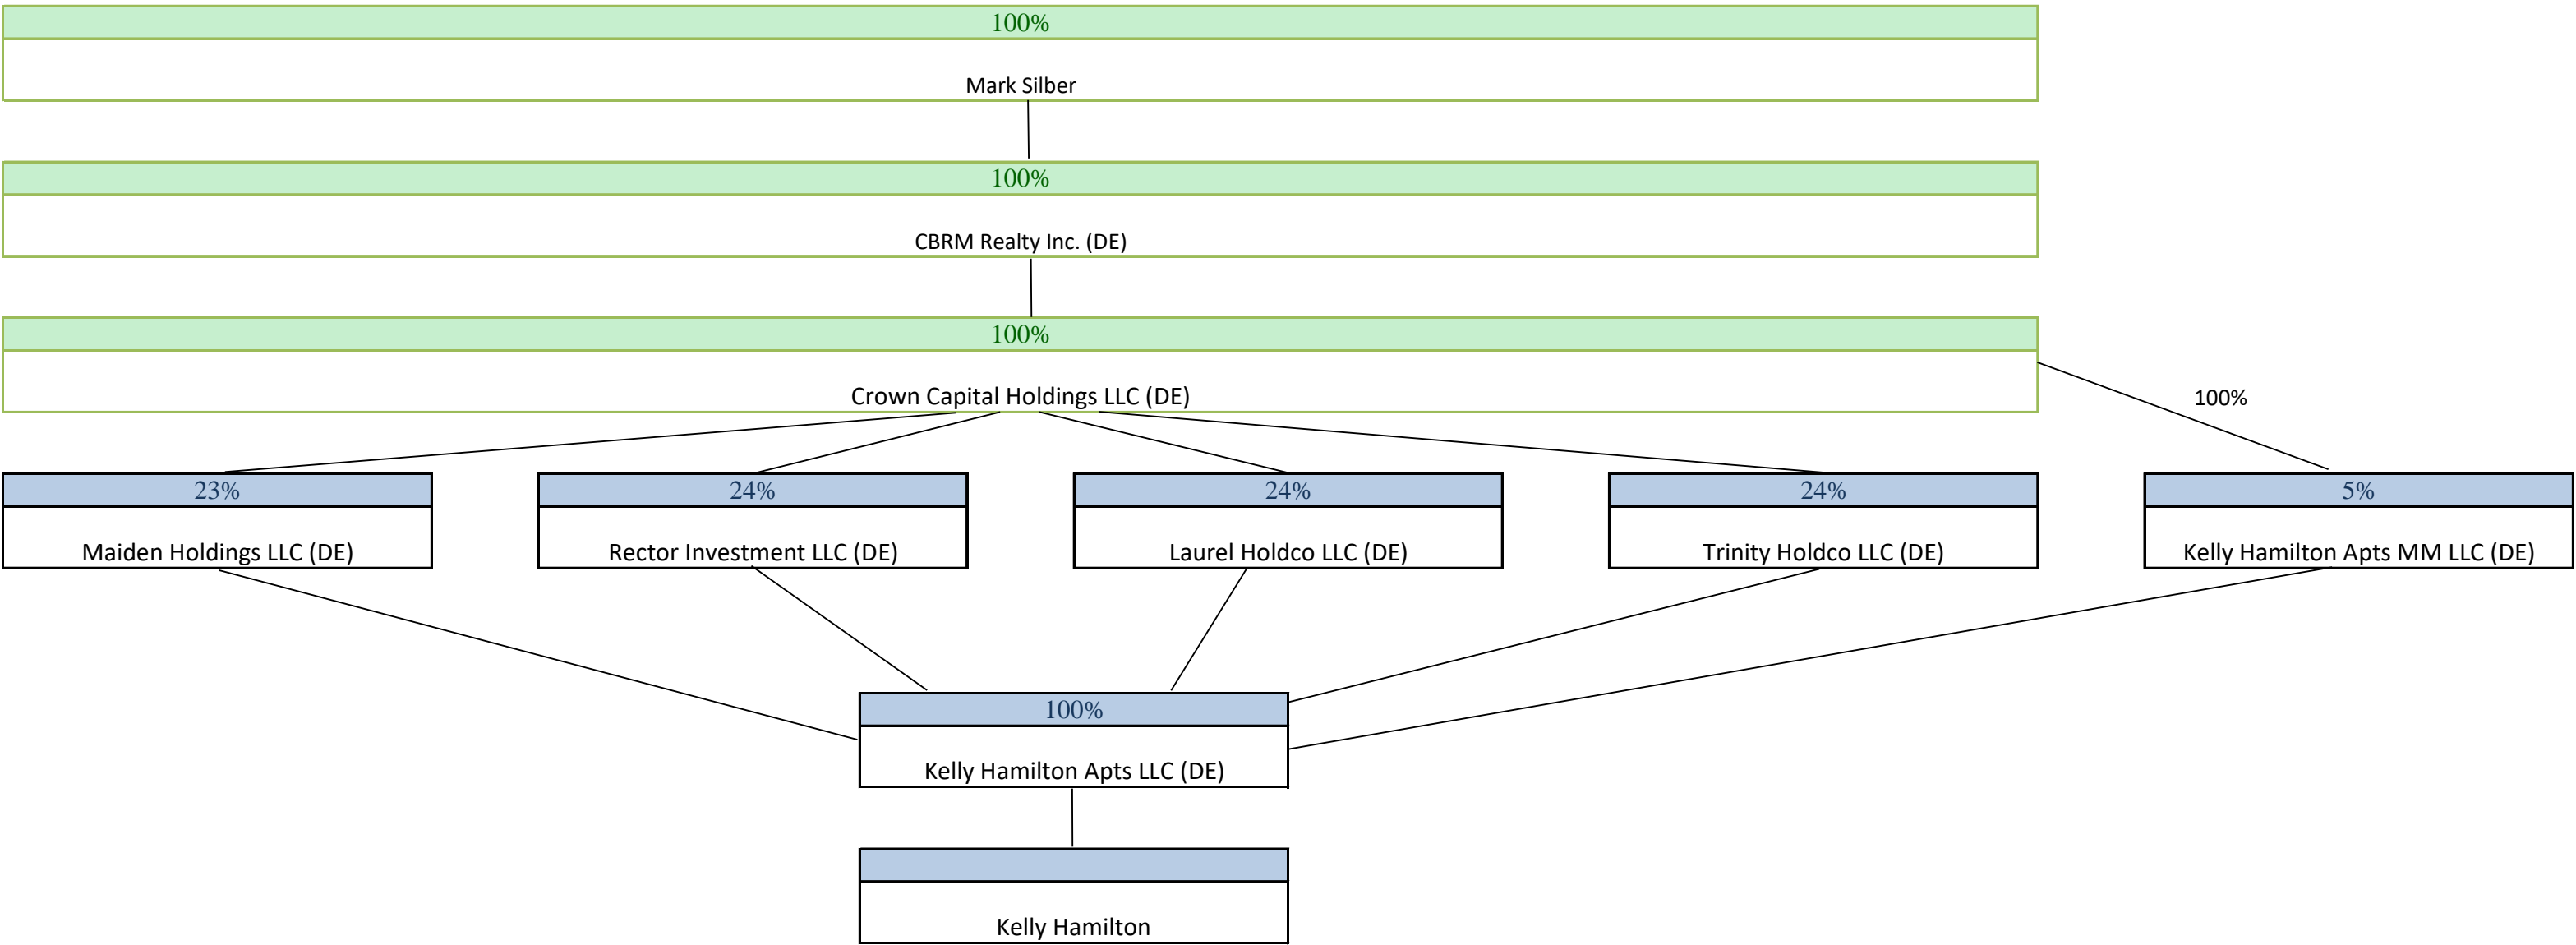 100%
Mark Silber
100%
CBRM Realty Inc. (DE)
100%
Crown Capital Holdings LLC (DE)
100%
23%
Maiden Holdings LLC (DE)
24%
Rector Investment LLC (DE)
24%
Laurel Holdco LLC (DE)
24%
Trinity Holdco LLC (DE)
5%
Kelly Hamilton Apts MM LLC (DE)
100%
Kelly Hamilton Apts LLC (DE)
Kelly Hamilton